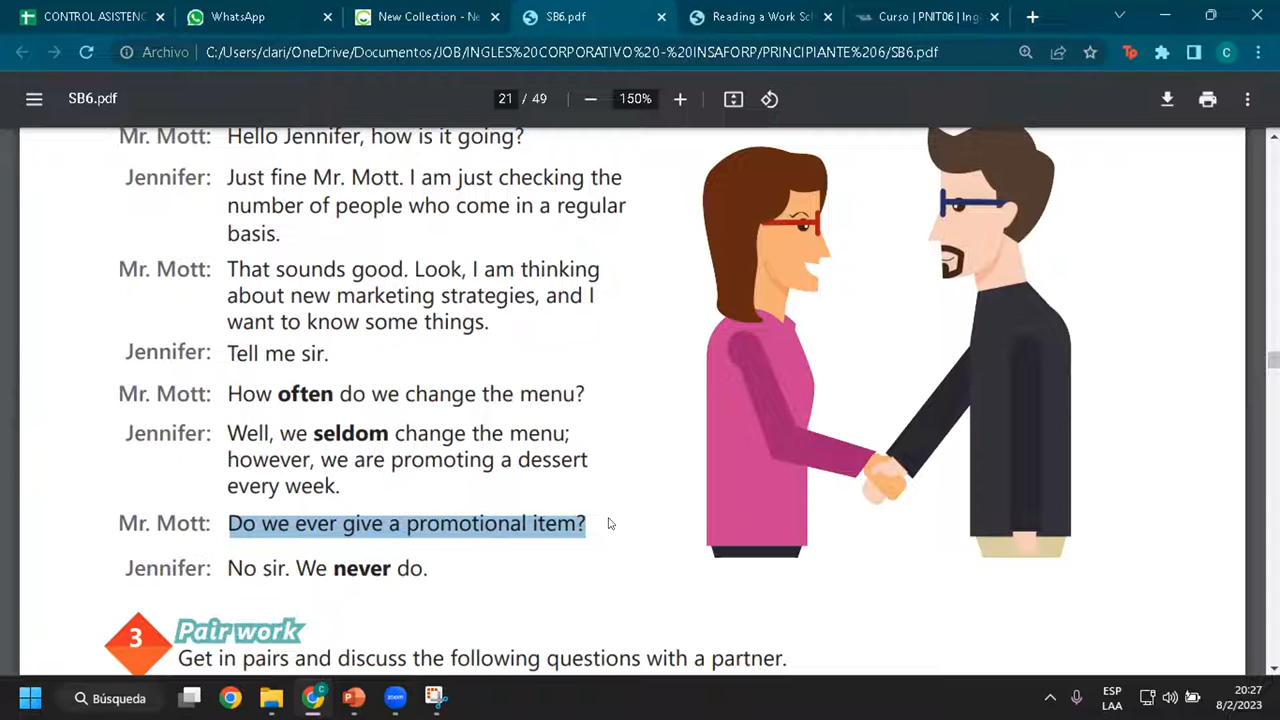 CONTROL ASISTENC
WhatsApp
New Collection - Ne
SB6.pdf
Reading a Work Sc
Curso | PNIT06 | Ing
Archivo
C:/Users/clari/OneDrive/Documentos/JOB/INGLES%20CORPORATIVO%20-%20INSAFORP/PRINCIPIANTE%206/SB6.pdf
C
SB6.pdf
21 / 49
150%
Mr. Mott: Hello Jennifer, how is it going?
Jennifer: Just fine Mr. Mott. I am just checking the
number of people who come in a regular
basis.
Mr. Mott: That sounds good. Look, I am thinking
about new marketing strategies, and I
want to know some things.
Jennifer: Tell me sir.
Mr. Mott: How often do we change the menu?
Jennifer: Well, we seldom change the menu;
however, we are promoting a dessert
every week.
Mr. Mott: Do we ever give a promotional item?
Jennifer: No sir. We never do.
3 Pair work
Get in pairs and discuss the following questions with a partner.
Búsqueda
zoom
ESP
LAA
20:27
8/2/2023